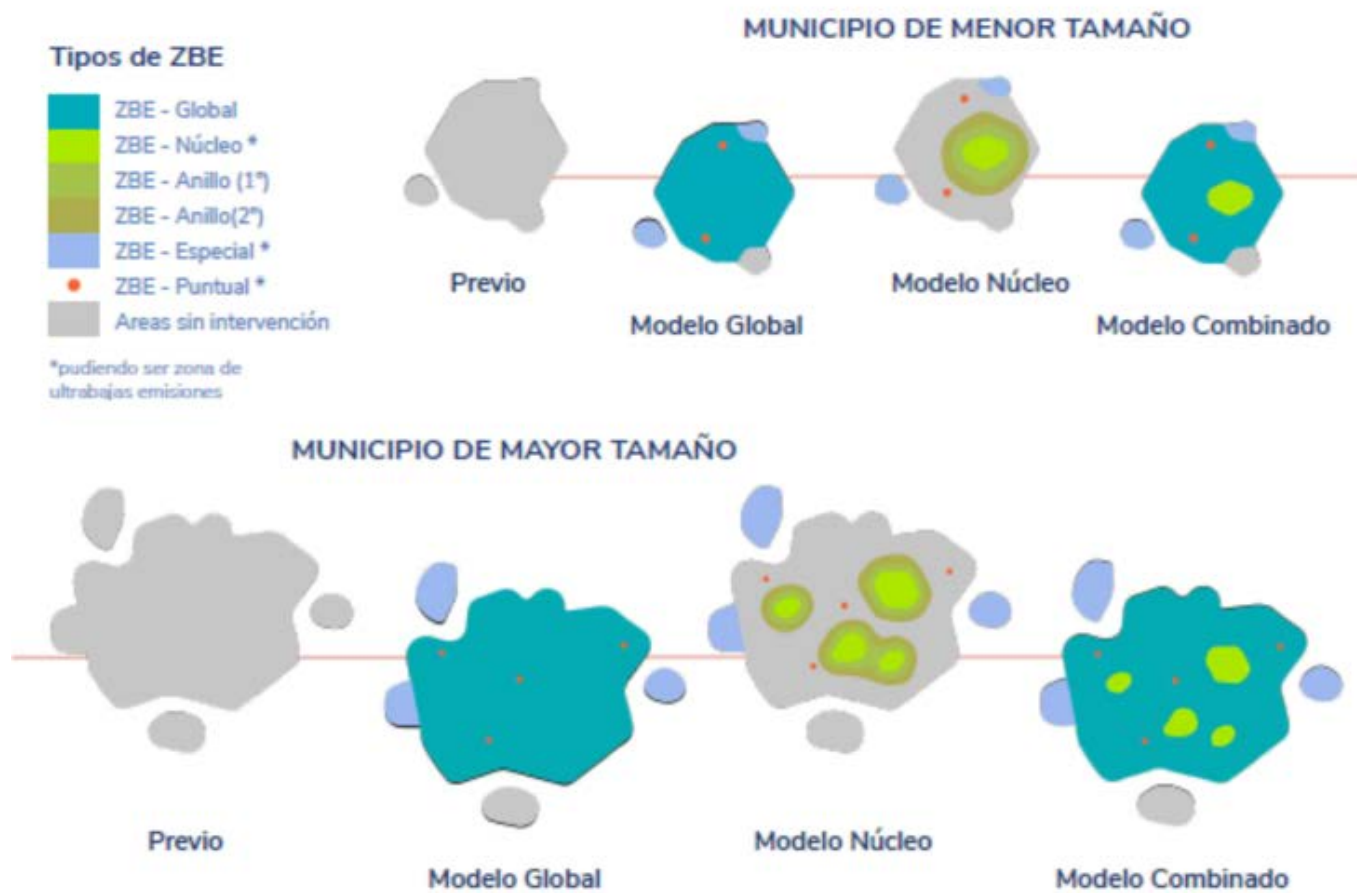 Tipos de ZBE
ZBE - Global
ZBE - Núcleo *
ZBE - Anillo (1º)
ZBE - Anillo(2º)
ZBE - Especial *
ZBE - Puntual *
Areas sin intervención
*pudiendo ser zona de
ultrabajas emisiones
MUNICIPIO DE MENOR TAMAÑO
Previo
Modelo Global
Modelo Núcleo
Modelo Combinado
MUNICIPIO DE MAYOR TAMAÑO
Previo
Modelo Global
Modelo Núcleo
Modelo Combinado